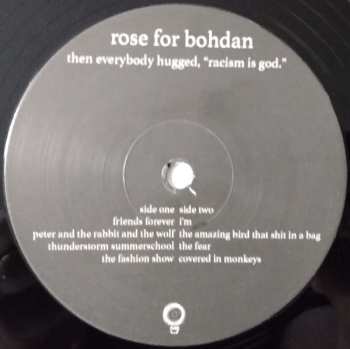 rose for bohdan
then everybody hugged, "racism is god."
side one side two
friends forever i'm
peter and the rabbit and the wolf the amazing bird that shit in a bag
thunderstorm summerschool the fear
the fashion show covered in monkeys